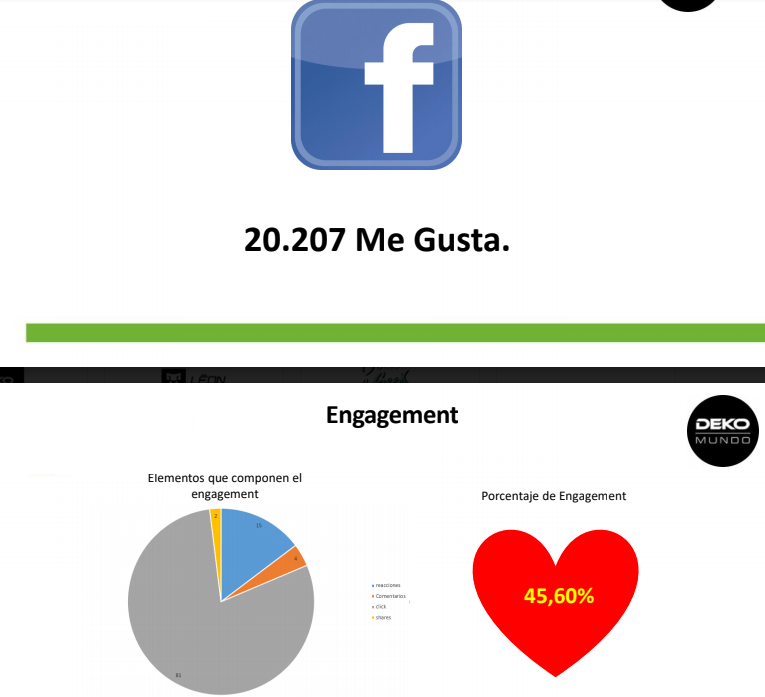 f
20.207 Me Gusta.
LÉON
Engagement
DEKO
MUNDO
Elementos que componen el
engagement
Porcentaje de Engagement
2
15
4
reacciones
Comentarios
click
shares
45,60%
81